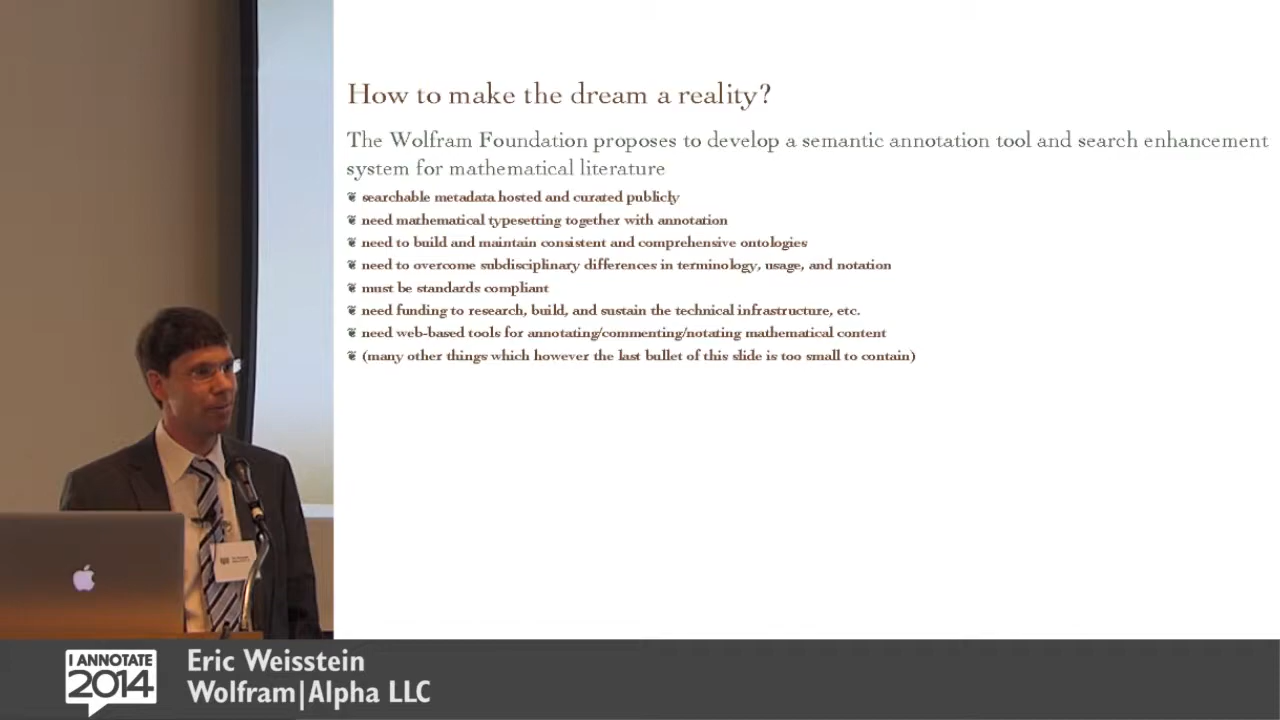 How to make the dream a reality?
The Wolfram Foundation proposes to develop a semantic annotation tool and search enhancement
system for mathematical literature
❦ searchable metadata hosted and curated publicly
❦ need mathematical typesetting together with annotation
❦ need to build and maintain consistent and comprehensive ontologies
❦ need to overcome subdisciplinary differences in terminology, usage, and notation
❦ must be standards compliant
❦ need funding to research, build, and sustain the technical infrastructure, etc.
❦ need web-based tools for annotating/commenting/notating mathematical content
❦ (many other things which however the last bullet of this slide is too small to contain)
I ANNOTATE
2014
Eric Weisstein
Wolfram|Alpha LLC